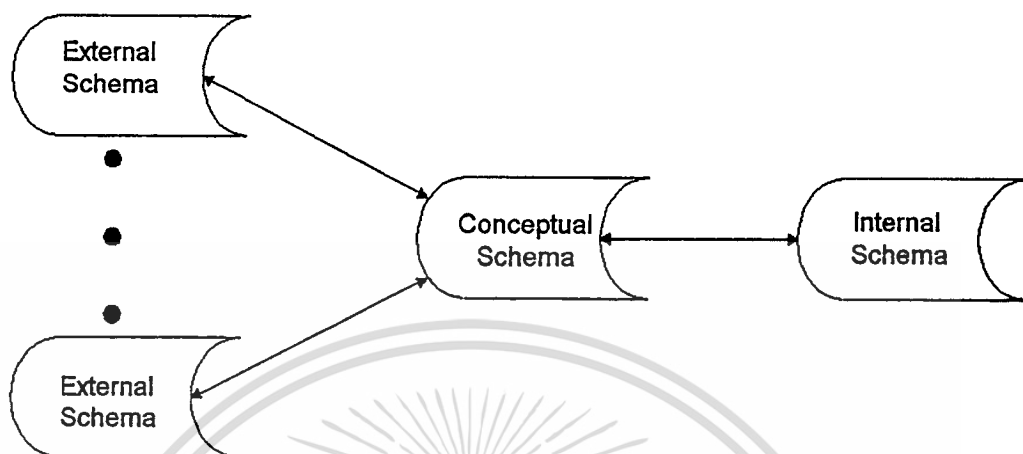 External
Schema
Conceptual
Schema
Internal
Schema
External
Schema